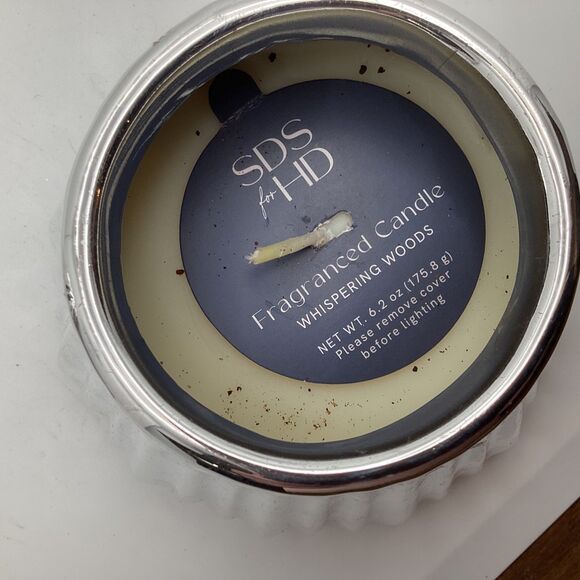 SDS
for HD
Fragranced Candle
WHISPERING WOODS
NET WT. 6.2 oz (175.8 g)
Please remove cover
before lighting